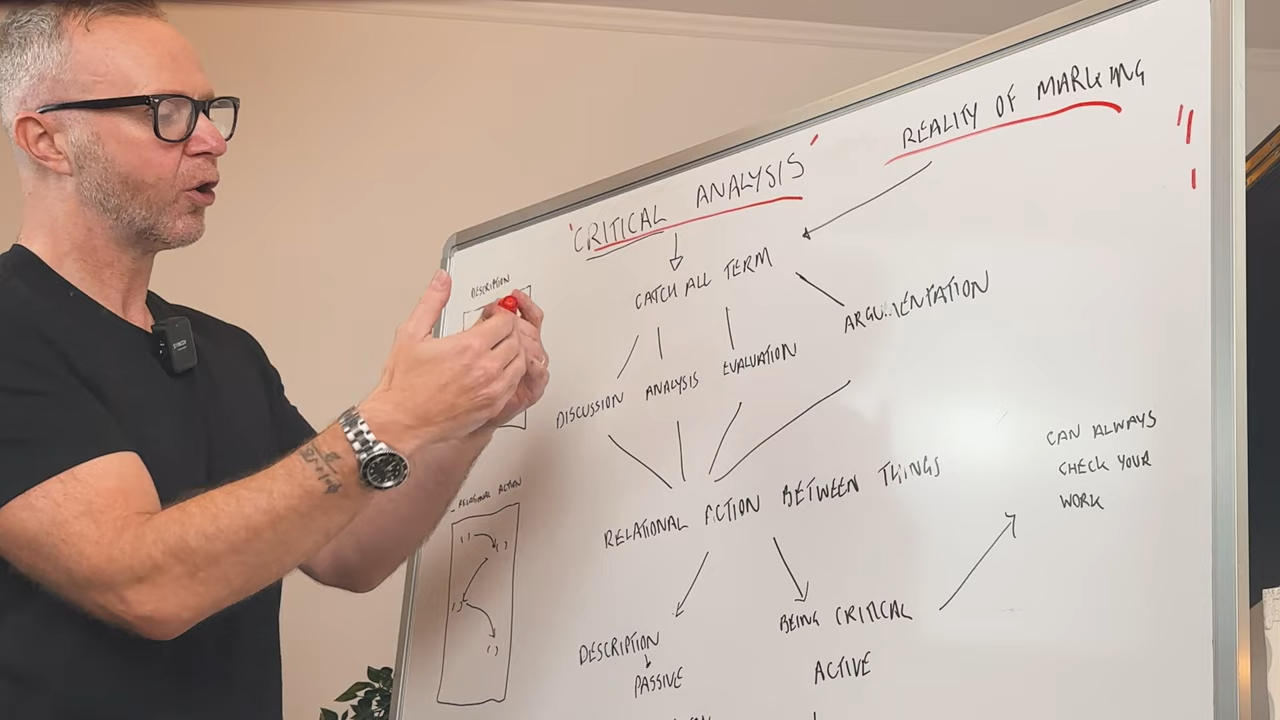 REALITY OF MARKING
'CRITICAL ANALYSIS'
CATCH ALL TERM
DESCRIPTION
ARGUMENTATION
DISCUSSION ANALYSIS EVALUATION
RELATIONAL ACTION BETWEEN THINGS
CAN ALWAYS
CHECK YOUR
WORK
RELATIONAL ACTION
DESCRIPTION
PASSIVE
BEING CRITICAL
ACTIVE